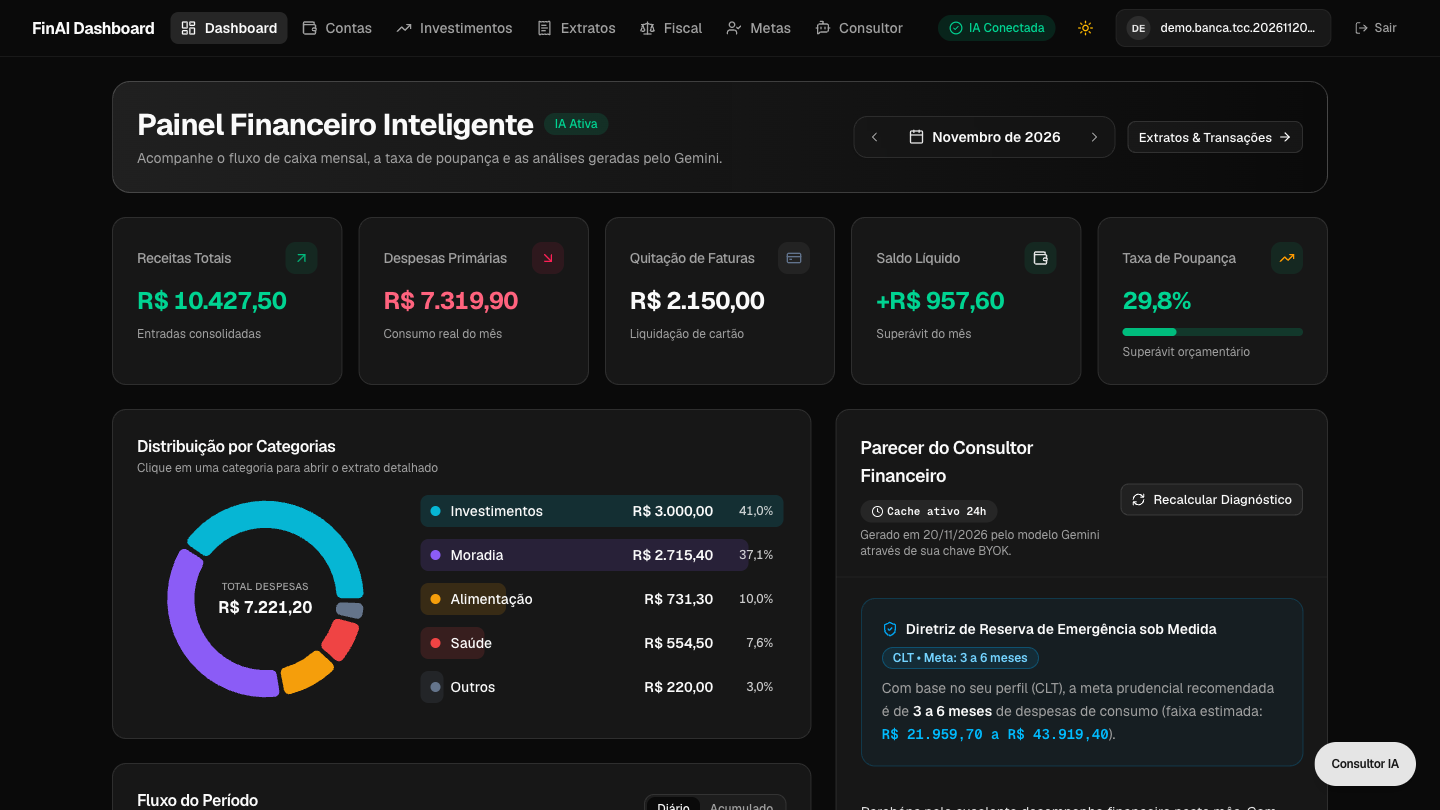 FinAI Dashboard
Dashboard
Contas
Investimentos
Extratos
Fiscal
Metas
Consultor
IA Conectada
DE
demo.banca.tcc.20261120...
Sair
Painel Financeiro Inteligente
IA Ativa
Acompanhe o fluxo de caixa mensal, a taxa de poupança e as análises geradas pelo Gemini.
Novembro de 2026
Extratos & Transações
Receitas Totais
R$ 10.427,50
Entradas consolidadas
Despesas Primárias
R$ 7.319,90
Consumo real do mês
Quitação de Faturas
R$ 2.150,00
Liquidação de cartão
Saldo Líquido
+R$ 957,60
Superávit do mês
Taxa de Poupança
29,8%
Superávit orçamentário
Distribuição por Categorias
Clique em uma categoria para abrir o extrato detalhado
TOTAL DESPESAS
R$ 7.221,20
Investimentos R$ 3.000,00 41,0%
Moradia R$ 2.715,40 37,1%
Alimentação R$ 731,30 10,0%
Saúde R$ 554,50 7,6%
Outros R$ 220,00 3,0%
Parecer do Consultor
Financeiro
Cache ativo 24h
Gerado em 20/11/2026 pelo modelo Gemini
através de sua chave BYOK.
Recalcular Diagnóstico
Diretriz de Reserva de Emergência sob Medida
CLT • Meta: 3 a 6 meses
Com base no seu perfil (CLT), a meta prudencial recomendada
é de 3 a 6 meses de despesas de consumo (faixa estimada:
R$ 21.959,70 a R$ 43.919,40).
Consultor IA
Fluxo do Período
Diário
Acumulado
Parabéns pelo excelente desempenho financeiro neste mês. Com